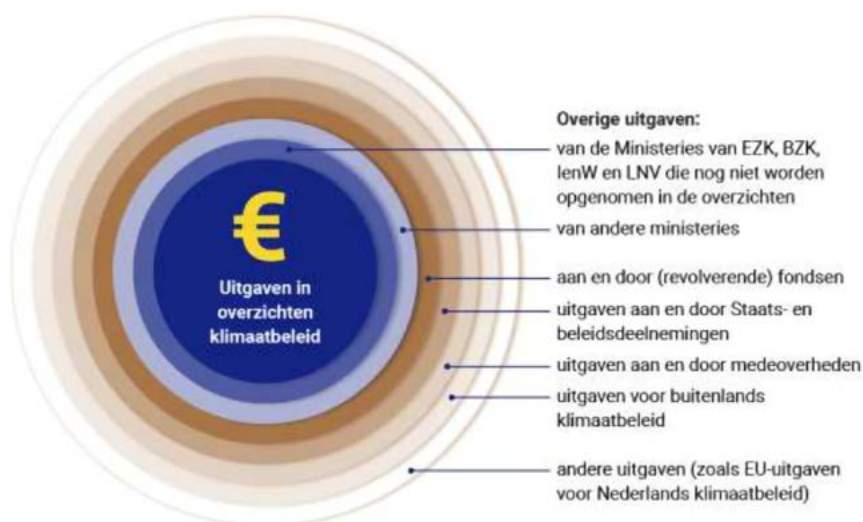 €
Uitgaven in
overzichten
klimaatbeleid
Overige uitgaven:
van de Ministeries van EZK, BZK,
IenW en LNV die nog niet worden
opgenomen in de overzichten
van andere ministeries
aan en door (revolverende) fondsen
uitgaven aan en door Staats- en
beleidsdeelnemingen
uitgaven aan en door medeoverheden
uitgaven voor buitenlands
klimaatbeleid
andere uitgaven (zoals EU-uitgaven
voor Nederlands klimaatbeleid)